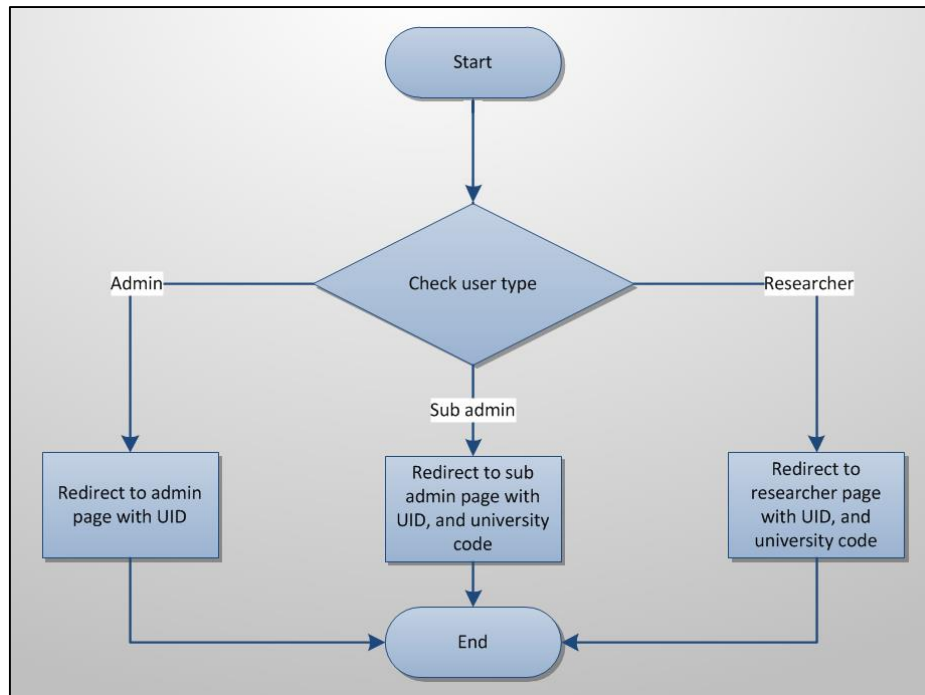 Start
Check user type
Admin
Researcher
Sub admin
Redirect to admin
page with UID
Redirect to sub
admin page with
UID, and university
code
Redirect to
researcher page
with UID, and
university code
End